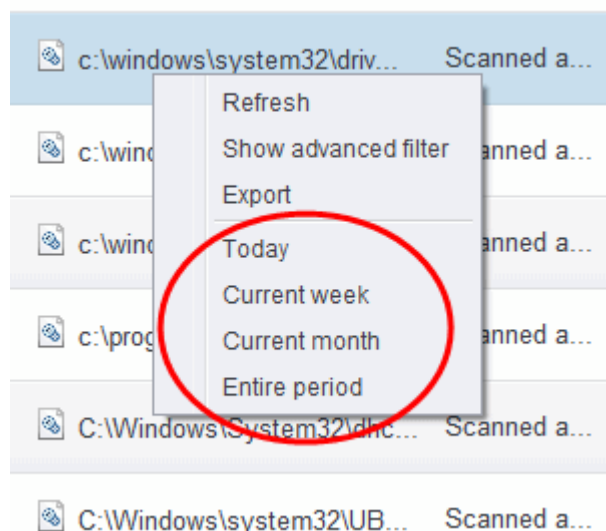 c:\windows\system32\driv... Scanned a...
Refresh
Show advanced filter
c:\wind anned a...
Export
c:\wind Today anned a...
Current week
c:\prog Current month anned a...
Entire period
C:\Windows\System32\dhc... Scanned a...
C:\Windows\system32\UB... Scanned a...